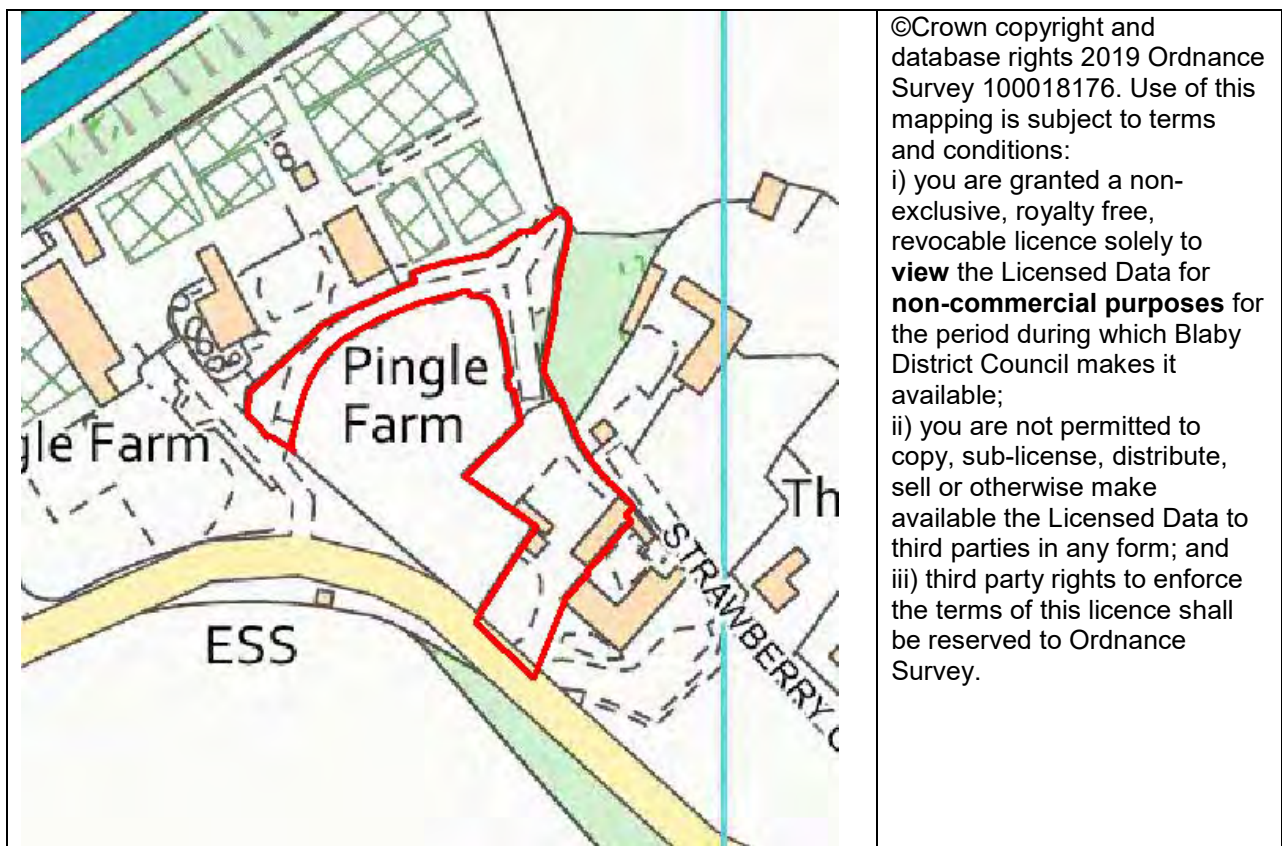 Pingle
Farm
gle Farm
ESS
Th
STRAWBERRY
©Crown copyright and
database rights 2019 Ordnance
Survey 100018176. Use of this
mapping is subject to terms
and conditions:
i) you are granted a non-
exclusive, royalty free,
revocable licence solely to
view the Licensed Data for
non-commercial purposes for
the period during which Blaby
District Council makes it
available;
ii) you are not permitted to
copy, sub-license, distribute,
sell or otherwise make
available the Licensed Data to
third parties in any form; and
iii) third party rights to enforce
the terms of this licence shall
be reserved to Ordnance
Survey.